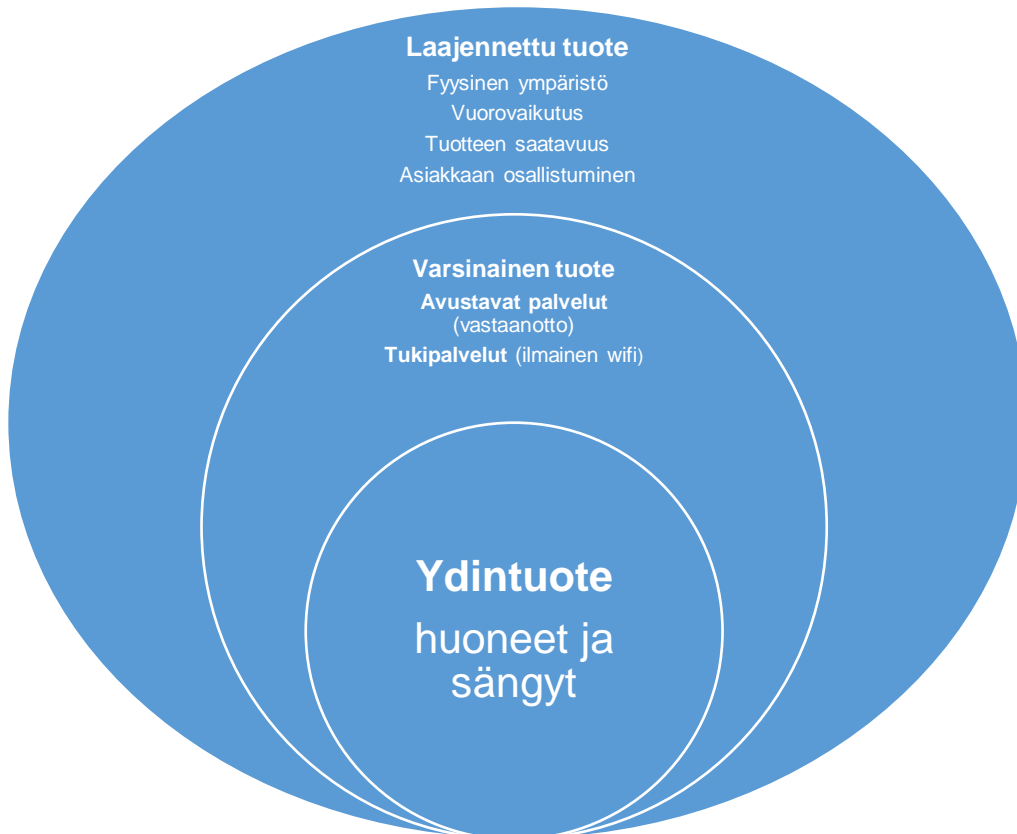 Laajennettu tuote
Fyysinen ympäristö
Vuorovaikutus
Tuotteen saatavuus
Asiakkaan osallistuminen
Varsinainen tuote
Avustavat palvelut
(vastaanotto)
Tukipalvelut (ilmainen wifi)
Ydintuote
huoneet ja
sängyt